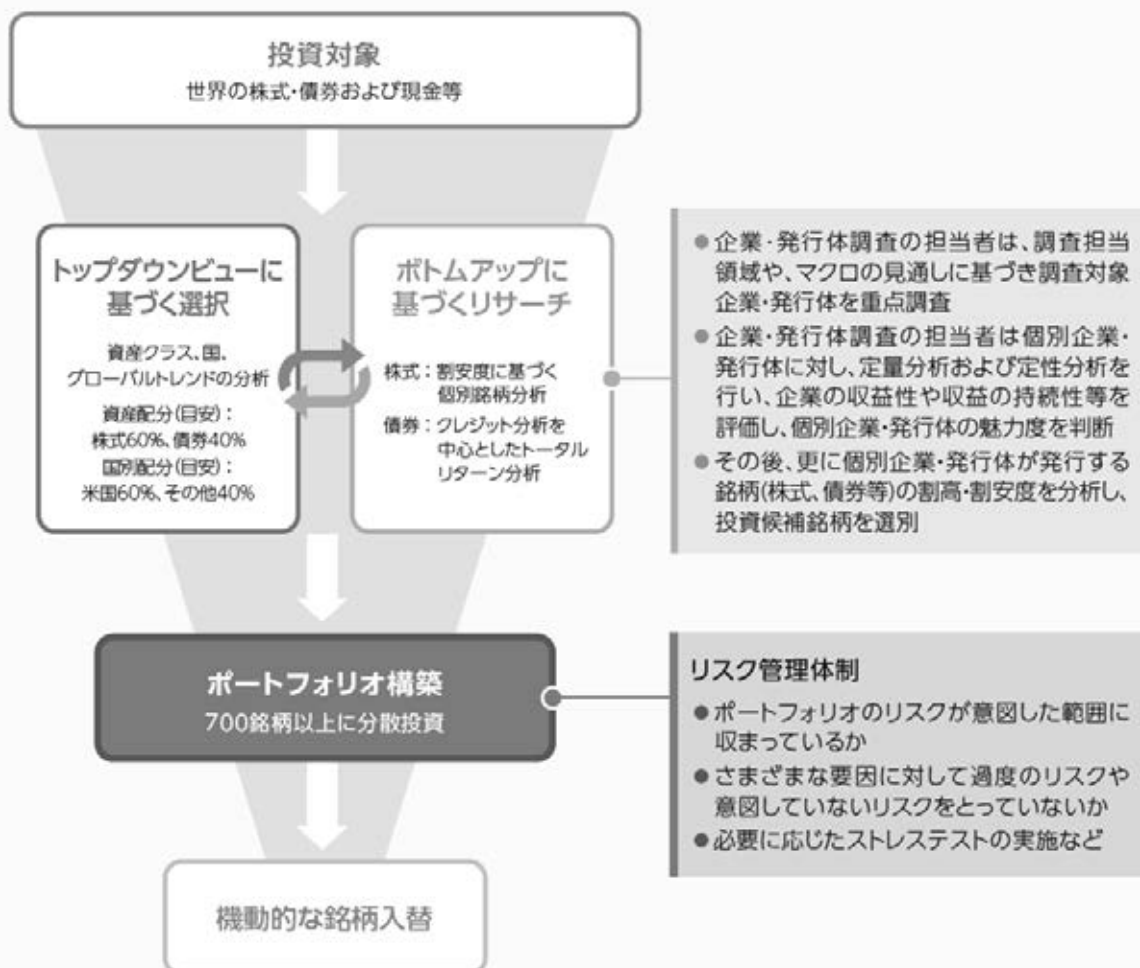 投資対象
世界の株式・債券および現金等
トップダウンビューに
基づく選択
資産クラス、国、
グローバルトレンドの分析
資産配分(目安)：
株式60%、債券40%
国別配分(目安)：
米国60%、その他40%
ボトムアップに
基づくリサーチ
株式：割安度に基づく
個別銘柄分析
債券：クレジット分析を
中心としたトータル
リターン分析
●企業・発行体調査の担当者は、調査担当
領域や、マクロの見通しに基づき調査対象
企業・発行体を重点調査
●企業・発行体調査の担当者は個別企業・
発行体に対し、定量分析および定性分析を
行い、企業の収益性や収益の持続性等を
評価し、個別企業・発行体の魅力度を判断
●その後、更に個別企業・発行体が発行する
銘柄(株式、債券等)の割高・割安度を分析し、
投資候補銘柄を選別
ポートフォリオ構築
700銘柄以上に分散投資
リスク管理体制
●ポートフォリオのリスクが意図した範囲に
収まっているか
●さまざまな要因に対して過度のリスクや
意図していないリスクをとっていないか
●必要に応じたストレステストの実施など
機動的な銘柄入替